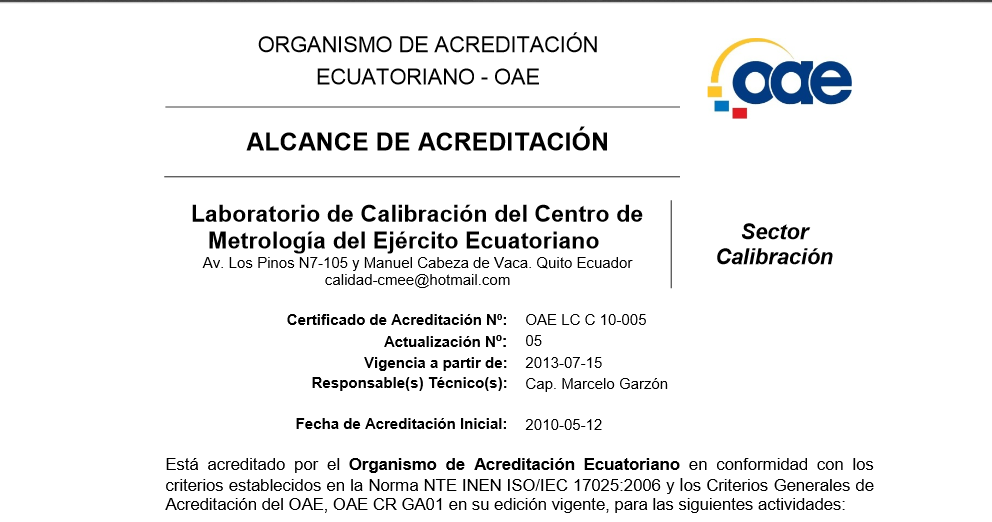 ORGANISMO DE ACREDITACIÓN
ECUATORIANO - OAE
oae
ALCANCE DE ACREDITACIÓN
Laboratorio de Calibración del Centro de
Metrología del Ejército Ecuatoriano
Av. Los Pinos N7-105 y Manuel Cabeza de Vaca. Quito Ecuador
calidad-cmee@hotmail.com
Sector
Calibración
Certificado de Acreditación Nº: OAE LC C 10-005
Actualización Nº: 05
Vigencia a partir de: 2013-07-15
Responsable(s) Técnico(s): Cap. Marcelo Garzón
Fecha de Acreditación Inicial: 2010-05-12
Está acreditado por el Organismo de Acreditación Ecuatoriano en conformidad con los
criterios establecidos en la Norma NTE INEN ISO/IEC 17025:2006 y los Criterios Generales de
Acreditación del OAE, OAE CR GA01 en su edición vigente, para las siguientes actividades: